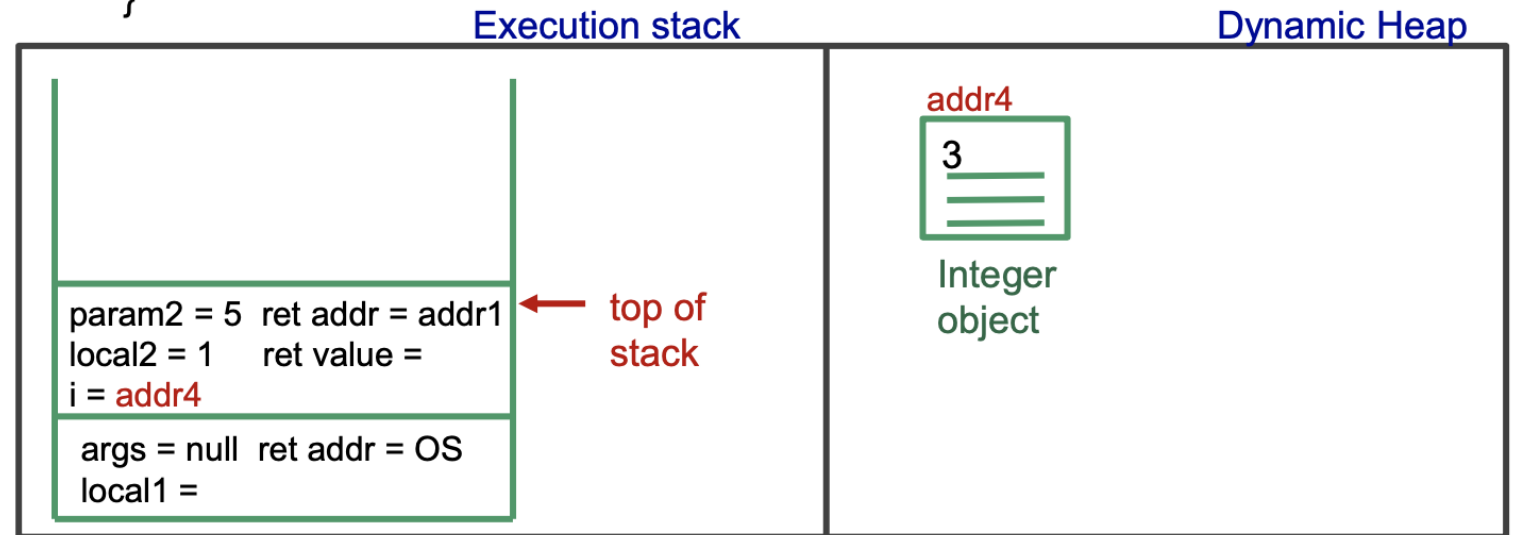 }
Execution stack
Dynamic Heap
addr4
3
Integer
object
param2 = 5 ret addr = addr1
local2 = 1 ret value =
i = addr4
top of
stack
args = null ret addr = OS
local1 =